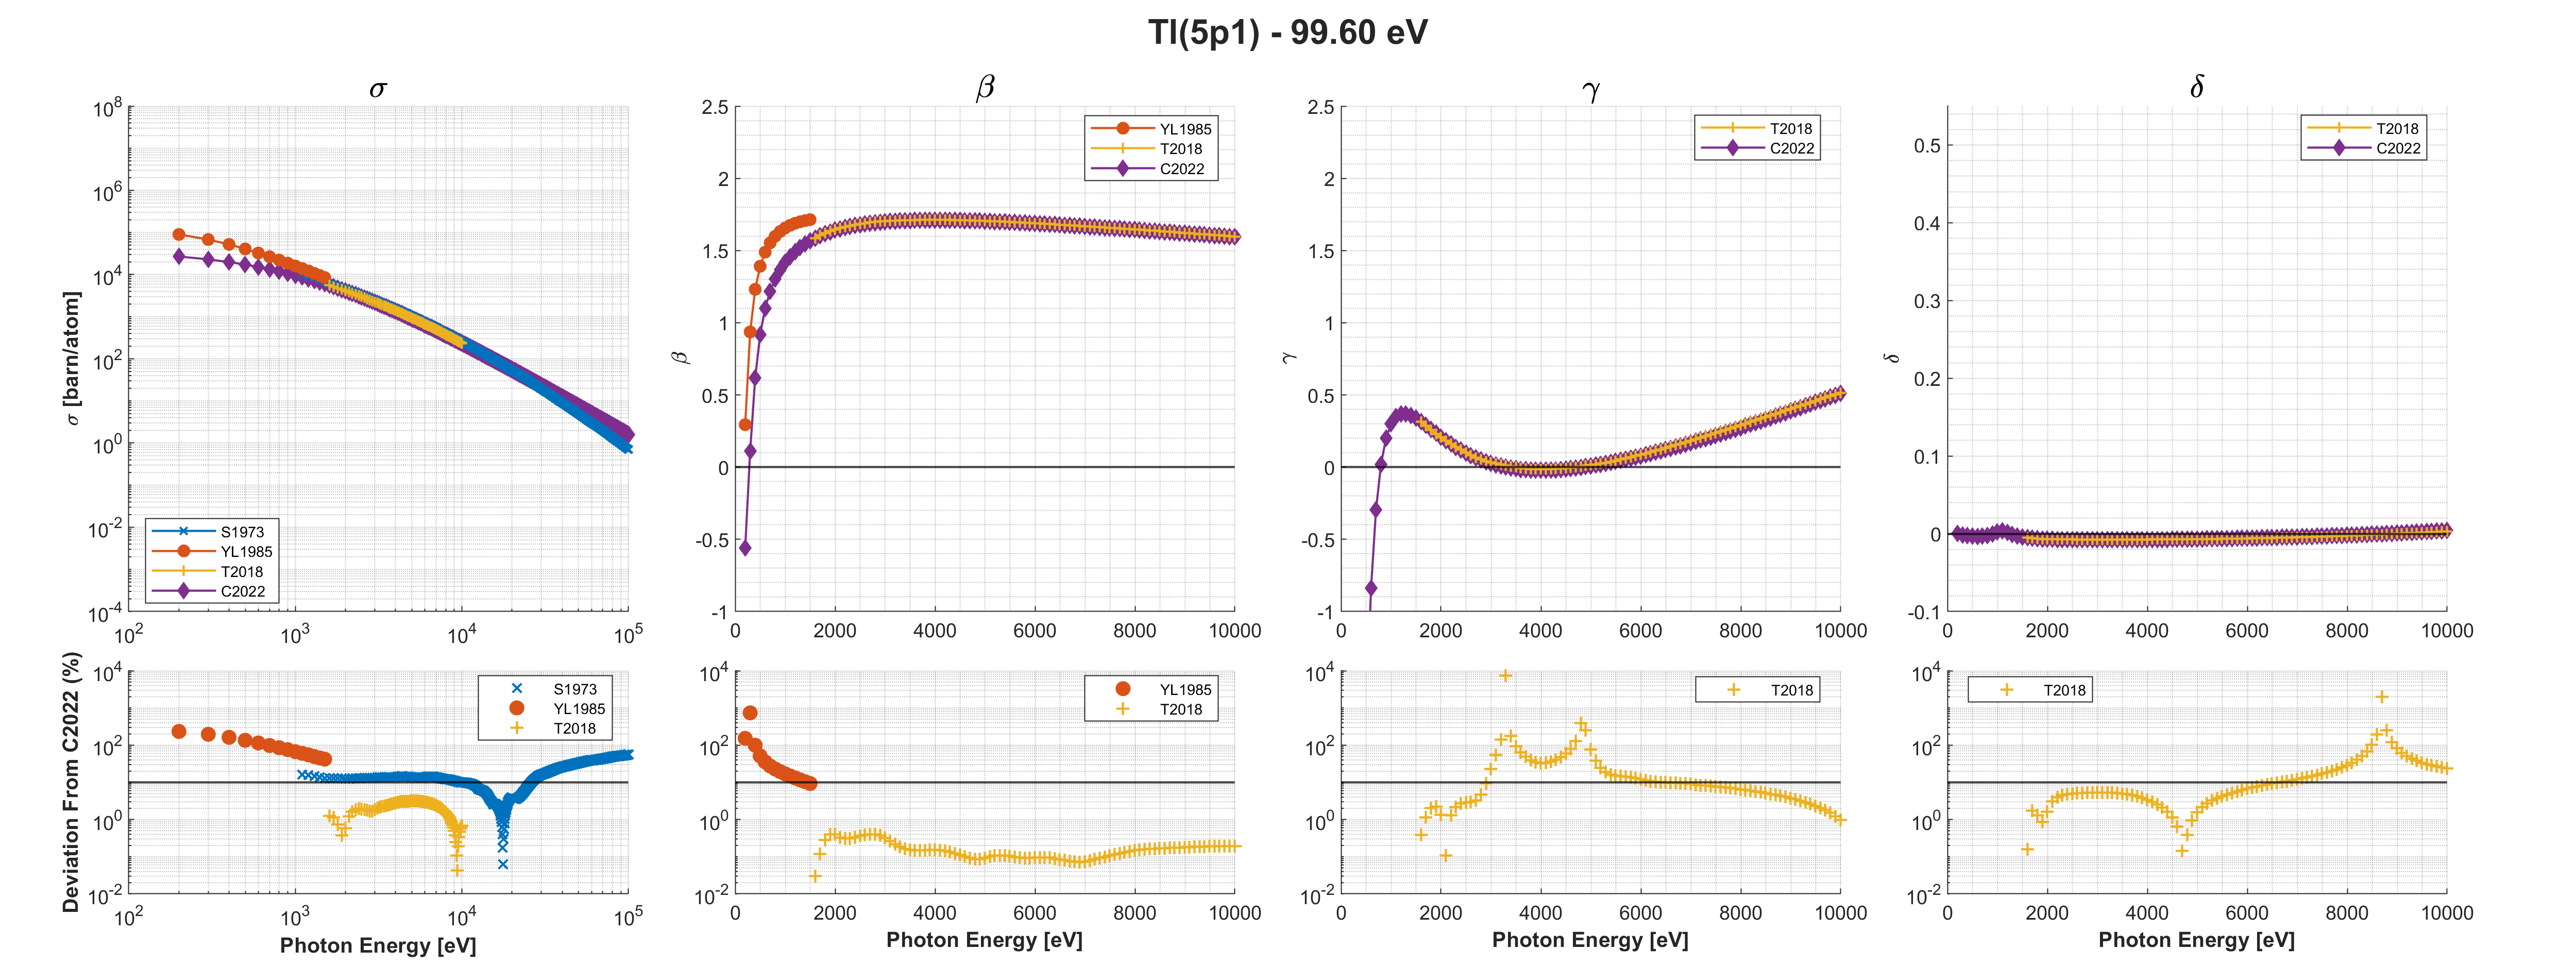 Tl(5p1) - 99.60 eV
σ
10^8
10^6
10^4
10^2
10^0
10^-2
10^-4
σ [barn/atom]
S1973
YL1985
T2018
C2022
10^2 10^3 10^4 10^5
β
2.5
2
1.5
1
0.5
0
-0.5
-1
β
YL1985
T2018
C2022
0 2000 4000 6000 8000 10000
γ
2.5
2
1.5
1
0.5
0
-0.5
-1
γ
T2018
C2022
0 2000 4000 6000 8000 10000
δ
0.5
0.4
0.3
0.2
0.1
0
-0.1
δ
T2018
C2022
0 2000 4000 6000 8000 10000
Deviation From C2022 (%)
10^4
10^2
10^0
10^-2
S1973
YL1985
T2018
10^2 10^3 10^4 10^5
Photon Energy [eV]
10^4
10^2
10^0
10^-2
YL1985
T2018
0 2000 4000 6000 8000 10000
Photon Energy [eV]
10^4
10^2
10^0
10^-2
T2018
0 2000 4000 6000 8000 10000
Photon Energy [eV]
10^4
10^2
10^0
10^-2
T2018
0 2000 4000 6000 8000 10000
Photon Energy [eV]